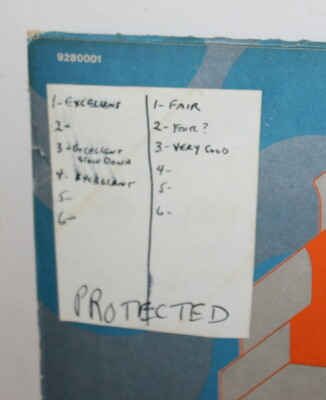 9280001
1- EXCELLENT
2-
3- EXCELLENT
SLOW DOWN
4- EXCELLENT
5-
6-
1- FAIR
2- FOUR?
3- VERY GOOD
4-
5-
6-
PROTECTED